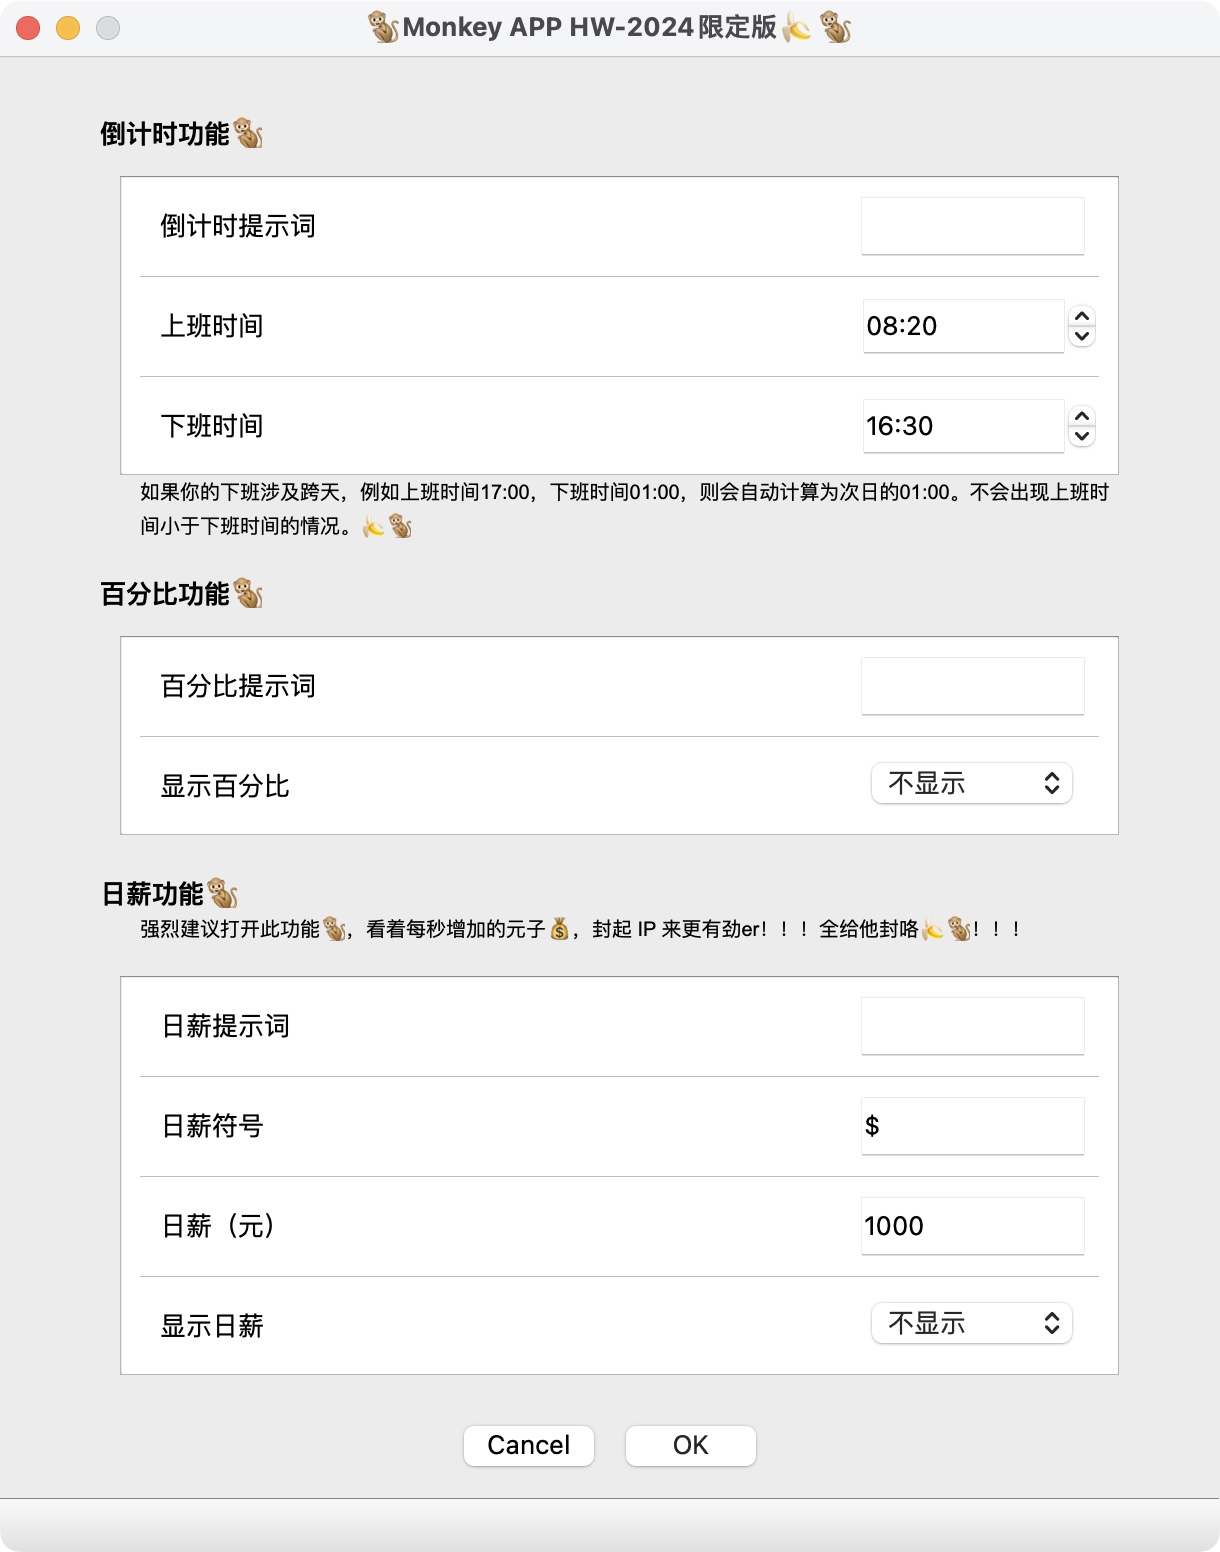 🐒Monkey APP HW-2024限定版🍌🐒
倒计时功能🐒
倒计时提示词
上班时间 08:20
下班时间 16:30
如果你的下班涉及跨天，例如上班时间17:00，下班时间01:00，则会自动计算为次日的01:00。不会出现上班时
间小于下班时间的情况。🍌🐒
百分比功能🐒
百分比提示词
显示百分比 不显示
日薪功能🐒
强烈建议打开此功能🐒，看着每秒增加的元子💰，封起 IP 来更有劲er！！！全给他封咯🍌🐒！！！
日薪提示词
日薪符号 $
日薪（元） 1000
显示日薪 不显示
Cancel OK